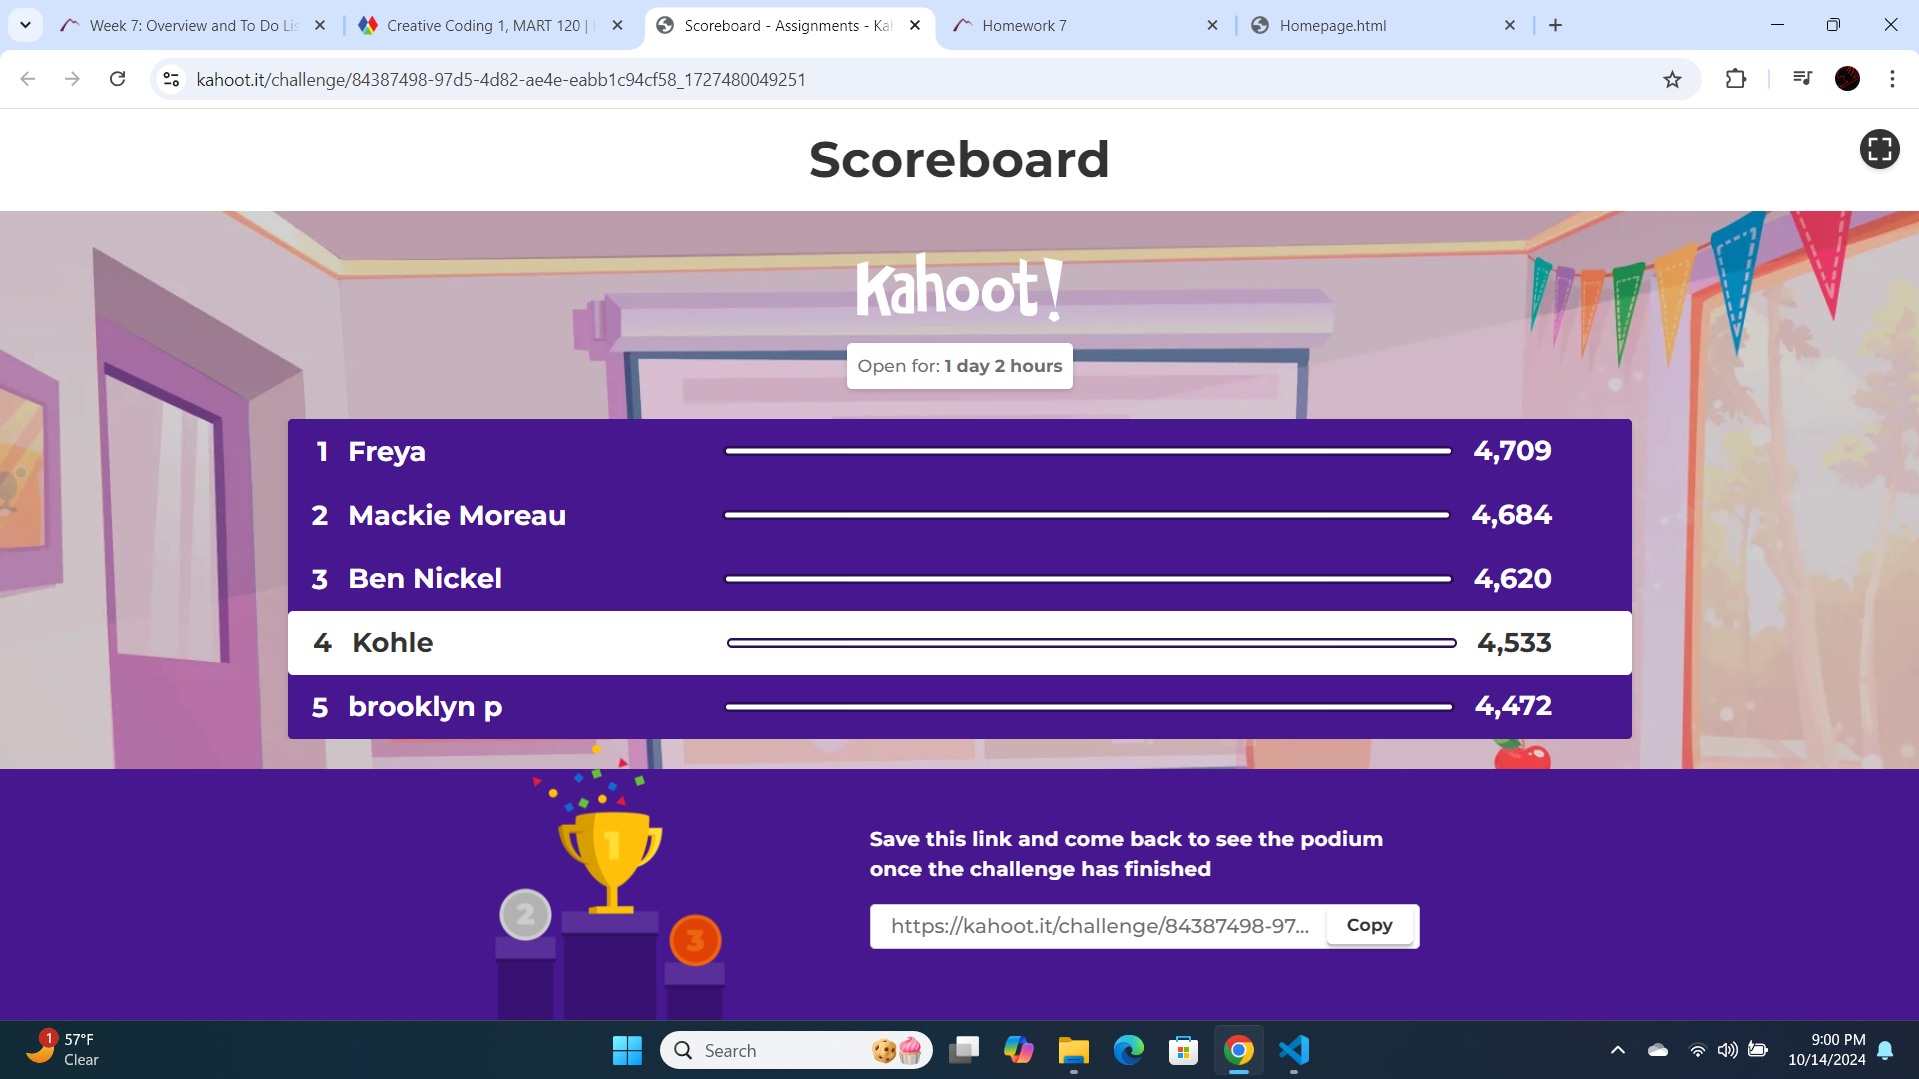 Week 7: Overview and To Do Lis
Creative Coding 1, MART 120 |
Scoreboard - Assignments - Kah
Homework 7
Homepage.html
kahoot.it/challenge/84387498-97d5-4d82-ae4e-eabb1c94cf58_1727480049251
Scoreboard
Kahoot!
Open for: 1 day 2 hours
1 Freya 4,709
2 Mackie Moreau 4,684
3 Ben Nickel 4,620
4 Kohle 4,533
5 brooklyn p 4,472
1
2
3
Save this link and come back to see the podium
once the challenge has finished
https://kahoot.it/challenge/84387498-97... Copy
1
57°F
Clear
Search
9:00 PM
10/14/2024